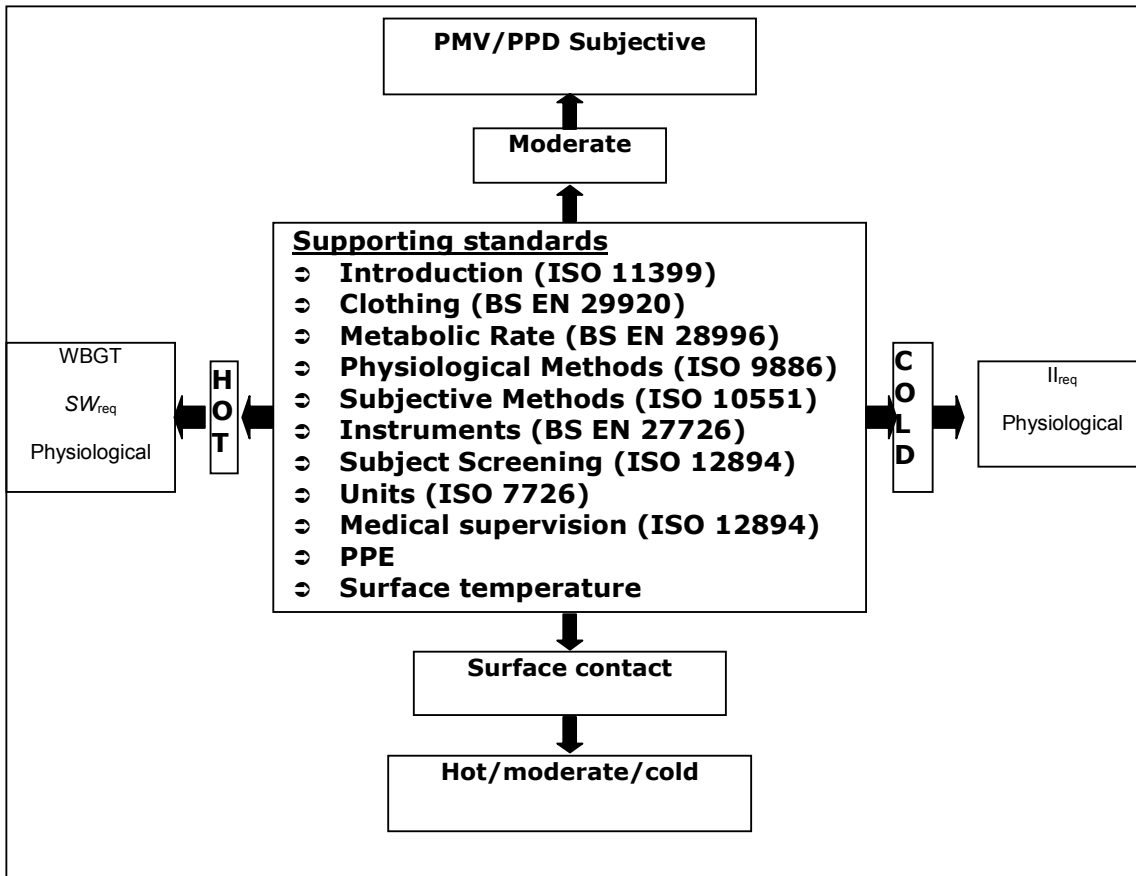 PMV/PPD Subjective
Moderate
Supporting standards
➲ Introduction (ISO 11399)
➲ Clothing (BS EN 29920)
➲ Metabolic Rate (BS EN 28996)
➲ Physiological Methods (ISO 9886)
➲ Subjective Methods (ISO 10551)
➲ Instruments (BS EN 27726)
➲ Subject Screening (ISO 12894)
➲ Units (ISO 7726)
➲ Medical supervision (ISO 12894)
➲ PPE
➲ Surface temperature
WBGT
SWreq
Physiological
HOT
COLD
IIreq
Physiological
Surface contact
Hot/moderate/cold